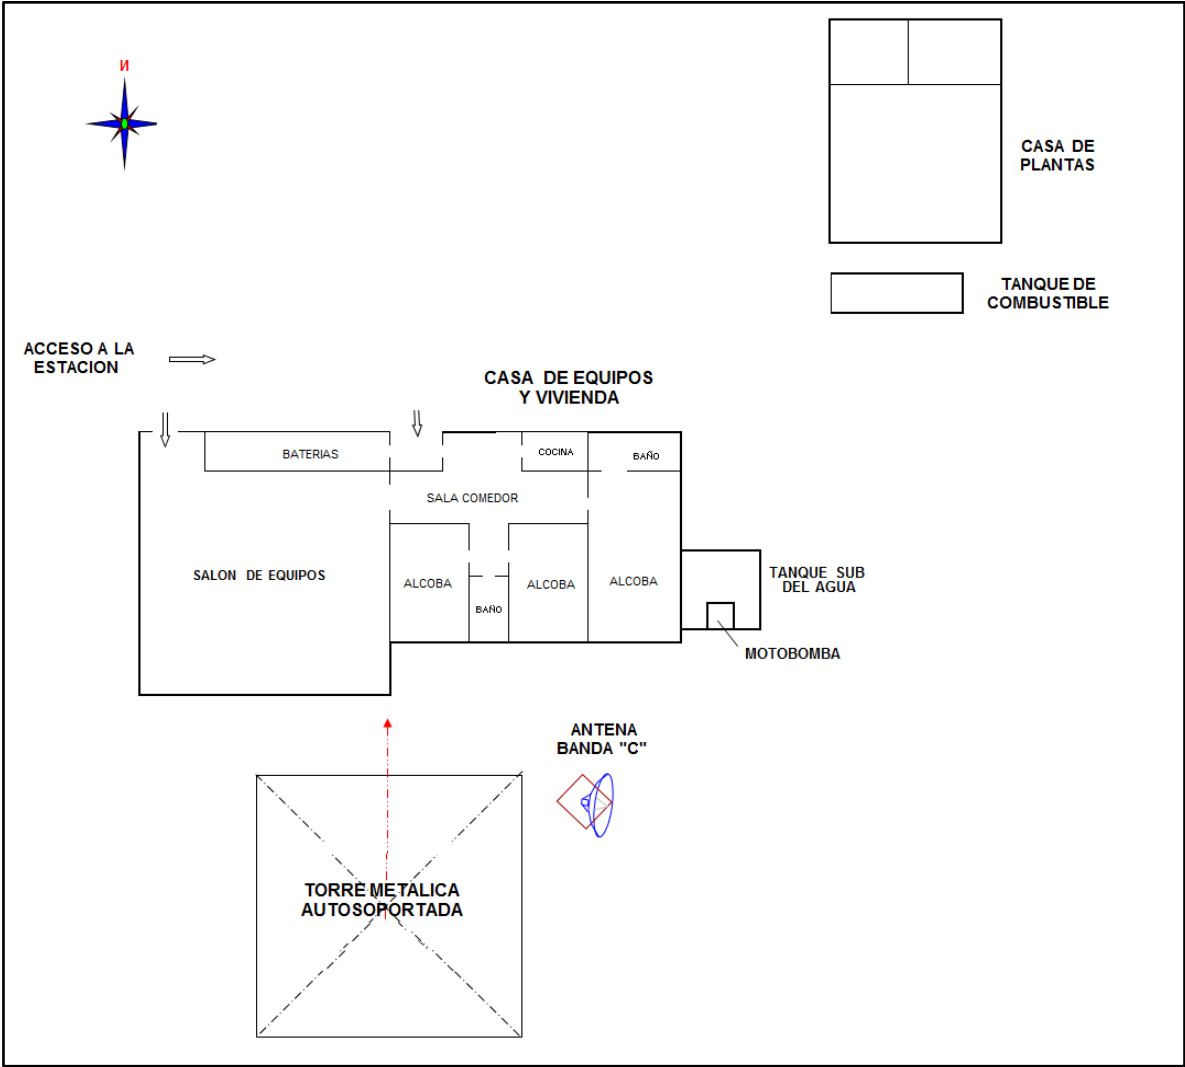 И
CASA DE
PLANTAS
TANQUE DE
COMBUSTIBLE
ACCESO A LA
ESTACION
CASA DE EQUIPOS
Y VIVIENDA
BATERIAS
COCINA
BAÑO
SALA COMEDOR
SALON DE EQUIPOS
ALCOBA
ALCOBA
ALCOBA
BAÑO
TANQUE SUB
DEL AGUA
MOTOBOMBA
ANTENA
BANDA "C"
TORRE METALICA
AUTOSOPORTADA